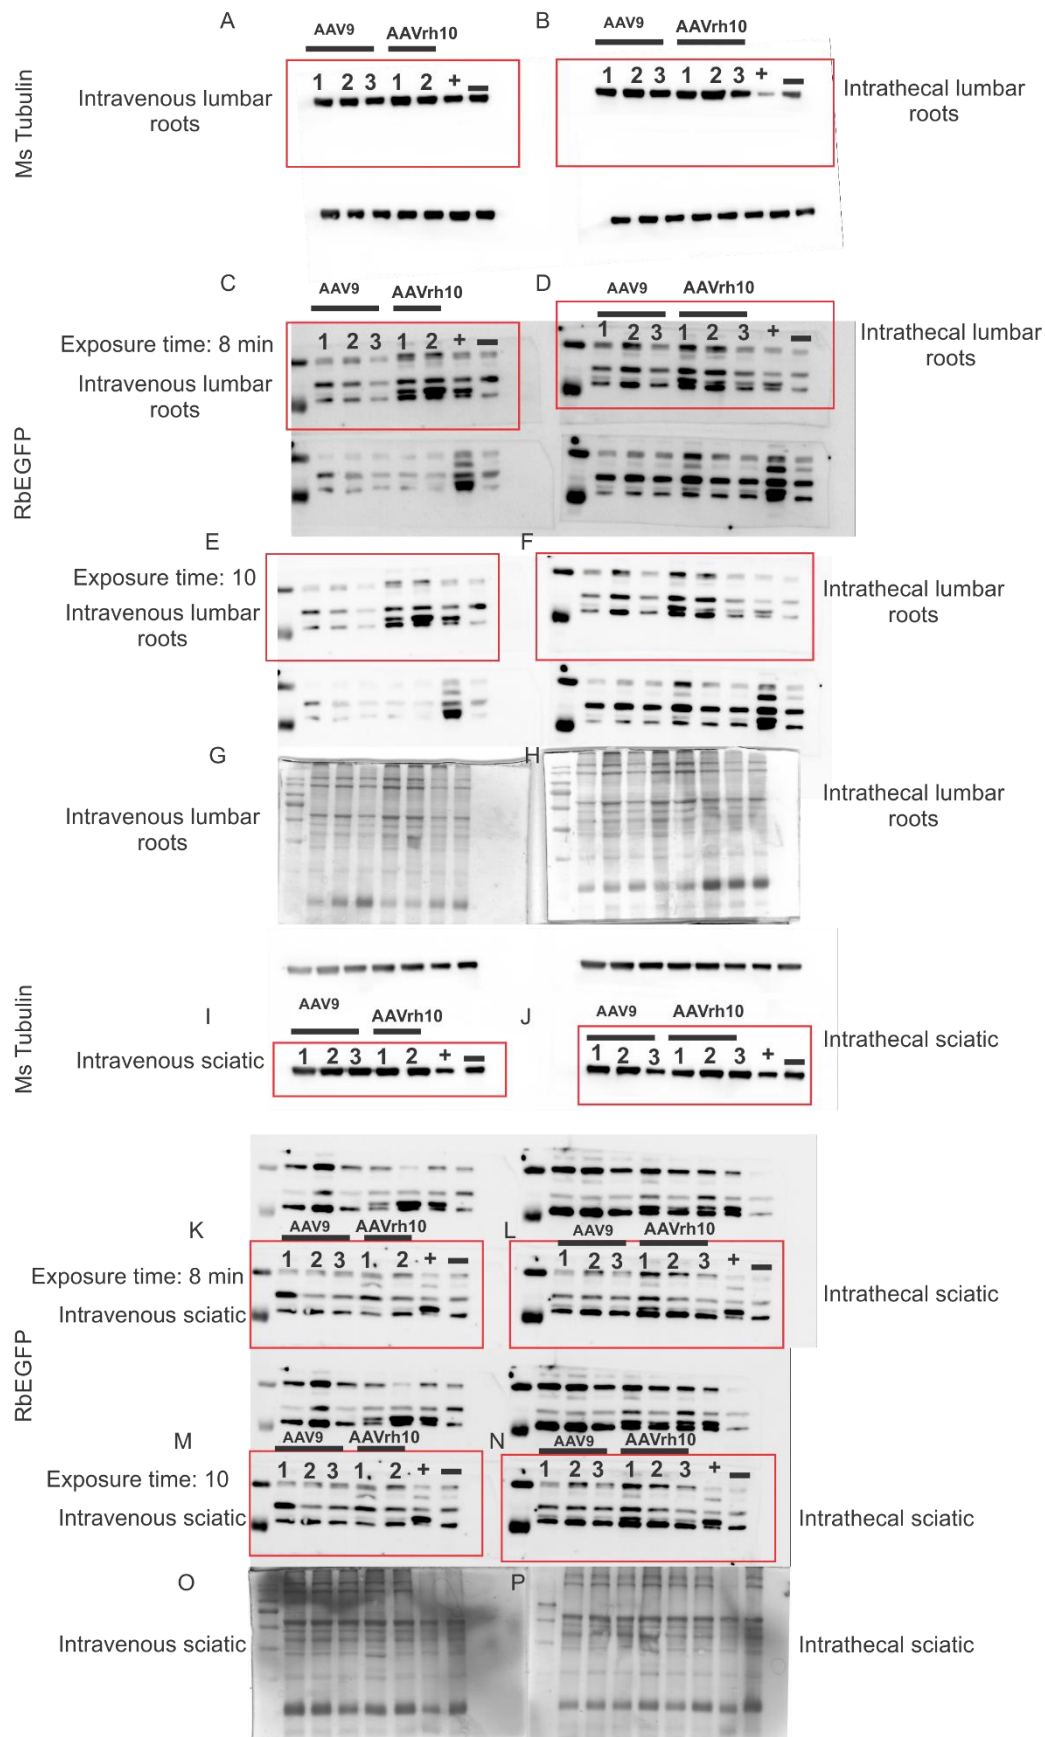 A
AAV9
AAVrh10
B
AAV9
AAVrh10
Ms Tubulin
Intravenous lumbar
roots
1 2 3 1 2 + −
1 2 3 1 2 3 + −
Intrathecal lumbar
roots
C
AAV9
AAVrh10
D
AAV9
AAVrh10
RbEGFP
Exposure time: 8 min
Intravenous lumbar
roots
1 2 3 1 2 + −
1 2 3 1 2 3 + −
Intrathecal lumbar
roots
E
F
Exposure time: 10
Intravenous lumbar
roots
Intrathecal lumbar
roots
G
H
Intravenous lumbar
roots
Intrathecal lumbar
roots
Ms Tubulin
I
AAV9
AAVrh10
J
AAV9
AAVrh10
Intravenous sciatic
1 2 3 1 2 + −
1 2 3 1 2 3 + −
Intrathecal sciatic
RbEGFP
K
AAV9
AAVrh10
L
AAV9
AAVrh10
Exposure time: 8 min
Intravenous sciatic
1 2 3 1 2 + −
1 2 3 1 2 3 + −
Intrathecal sciatic
M
AAV9
AAVrh10
N
AAV9
AAVrh10
Exposure time: 10
Intravenous sciatic
1 2 3 1 2 + −
1 2 3 1 2 3 + −
Intrathecal sciatic
O
P
Intravenous sciatic
Intrathecal sciatic